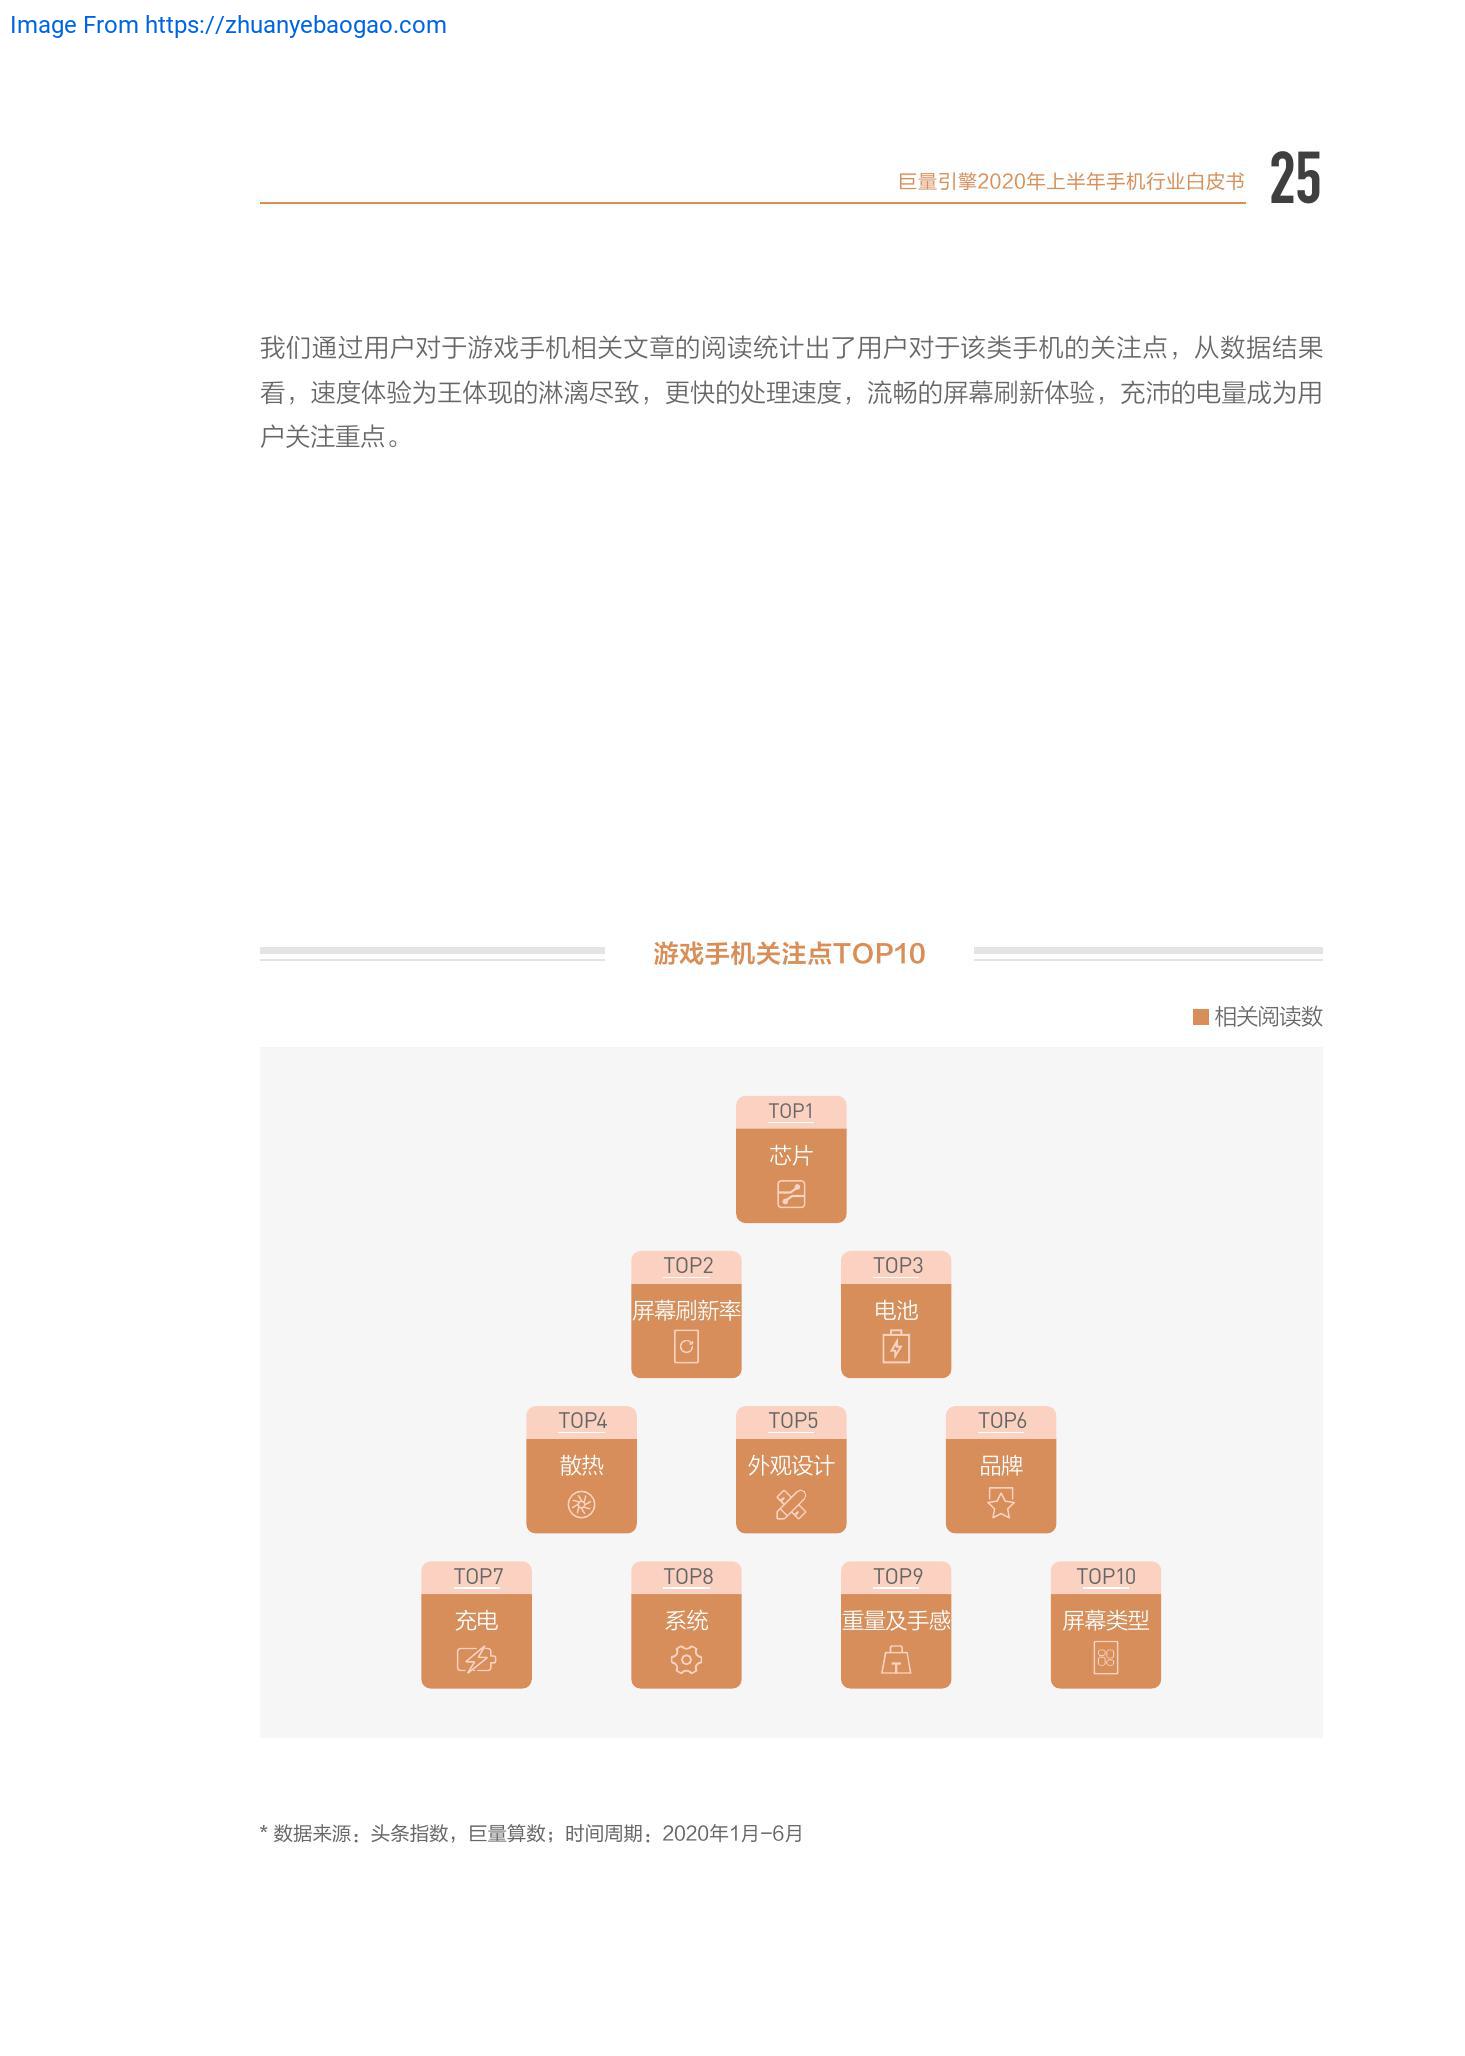 Image From https://zhuanyebaogao.com
巨量引擎2020年上半年手机行业白皮书 25
我们通过用户对于游戏手机相关文章的阅读统计出了用户对于该类手机的关注点，从数据结果
看，速度体验为王体现的淋漓尽致，更快的处理速度，流畅的屏幕刷新体验，充沛的电量成为用
户关注重点。
游戏手机关注点TOP10
相关阅读数
TOP1
芯片
TOP2
屏幕刷新率
TOP3
电池
TOP4
散热
TOP5
外观设计
TOP6
品牌
TOP7
充电
TOP8
系统
TOP9
重量及手感
TOP10
屏幕类型
* 数据来源：头条指数，巨量算数；时间周期：2020年1月-6月